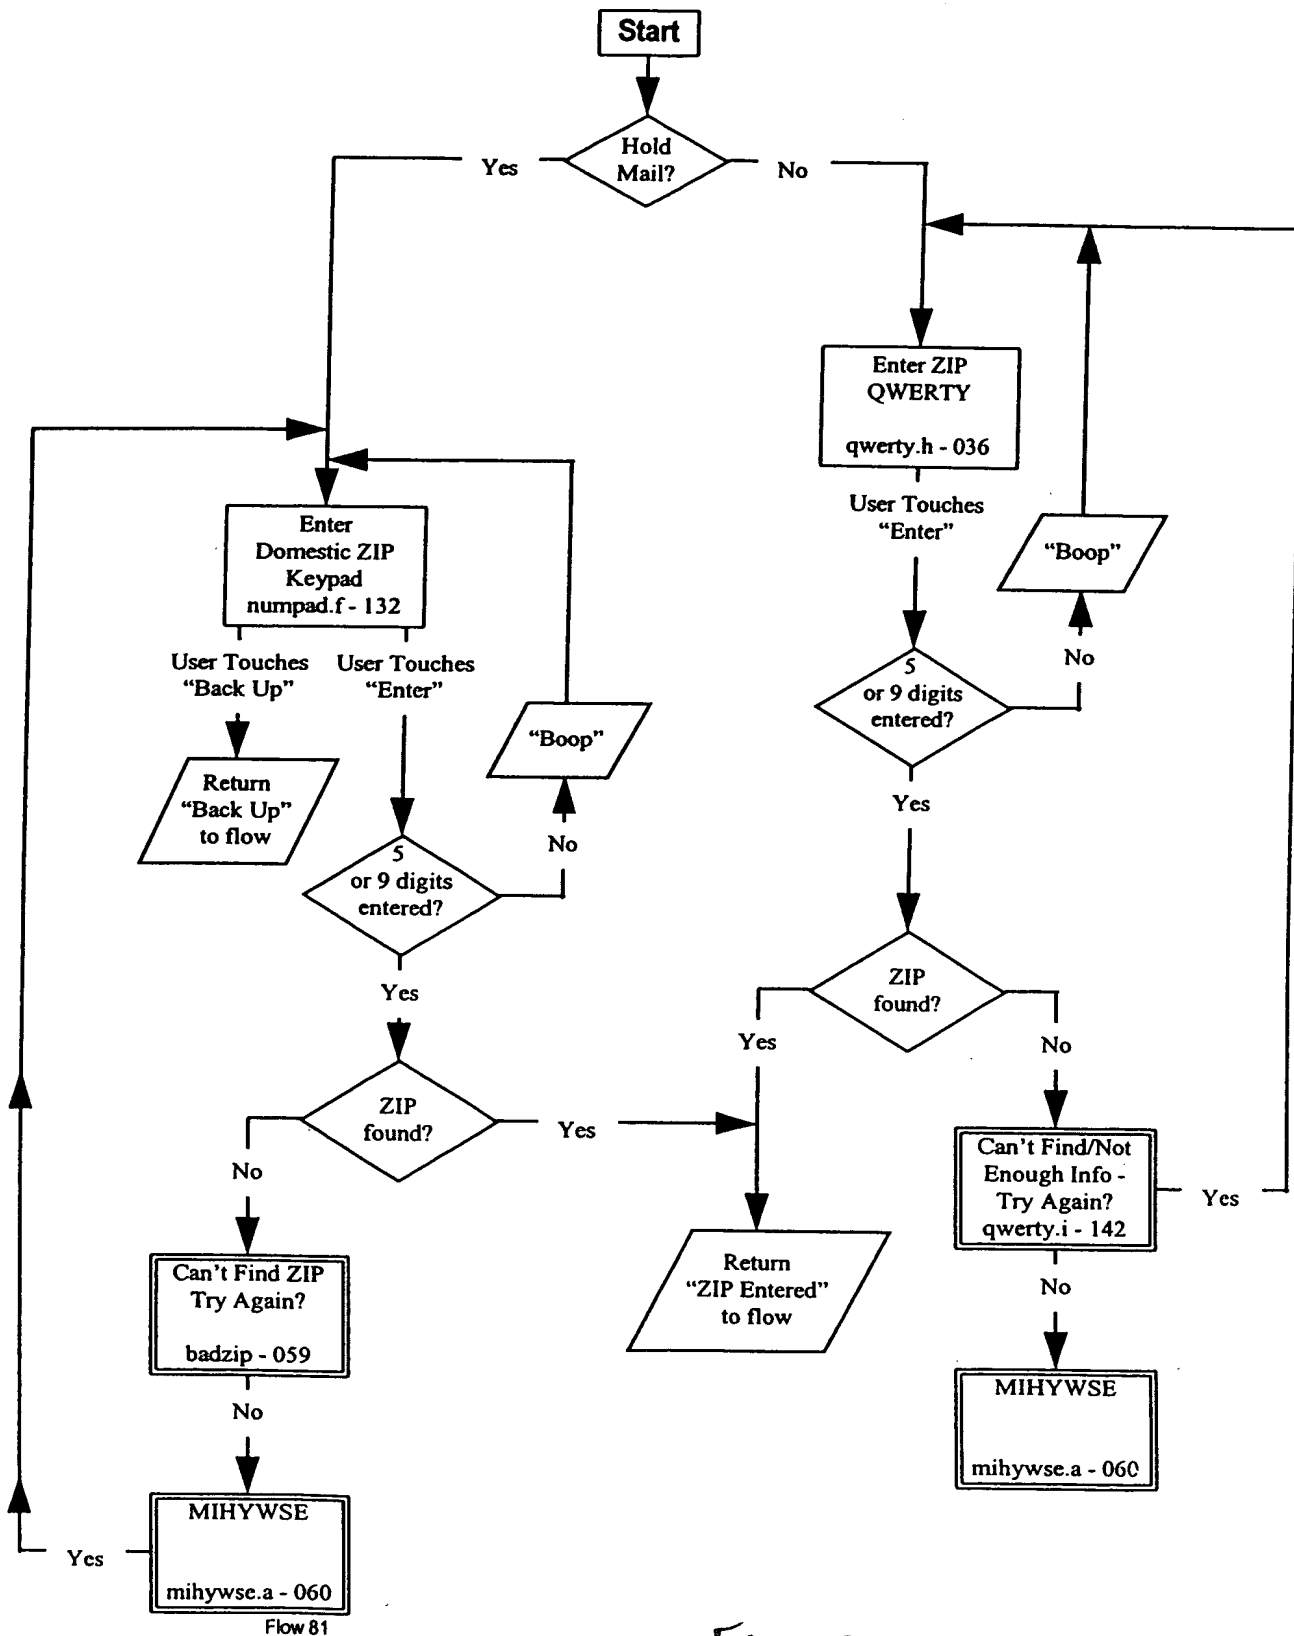 Start
Hold
Mail?
Yes
No
Enter ZIP
QWERTY
qwerty.h - 036
User Touches
“Enter”
“Boop”
No
5
or 9 digits
entered?
Yes
ZIP
found?
Yes
No
Can't Find/Not
Enough Info -
Try Again?
qwerty.i - 142
Yes
No
MIHYWSE
mihywse.a - 060
Enter
Domestic ZIP
Keypad
numpad.f - 132
User Touches
“Back Up”
User Touches
“Enter”
Return
“Back Up”
to flow
“Boop”
No
5
or 9 digits
entered?
Yes
ZIP
found?
Yes
No
Return
“ZIP Entered”
to flow
Can't Find ZIP
Try Again?
badzip - 059
No
MIHYWSE
mihywse.a - 060
Yes
Flow 81